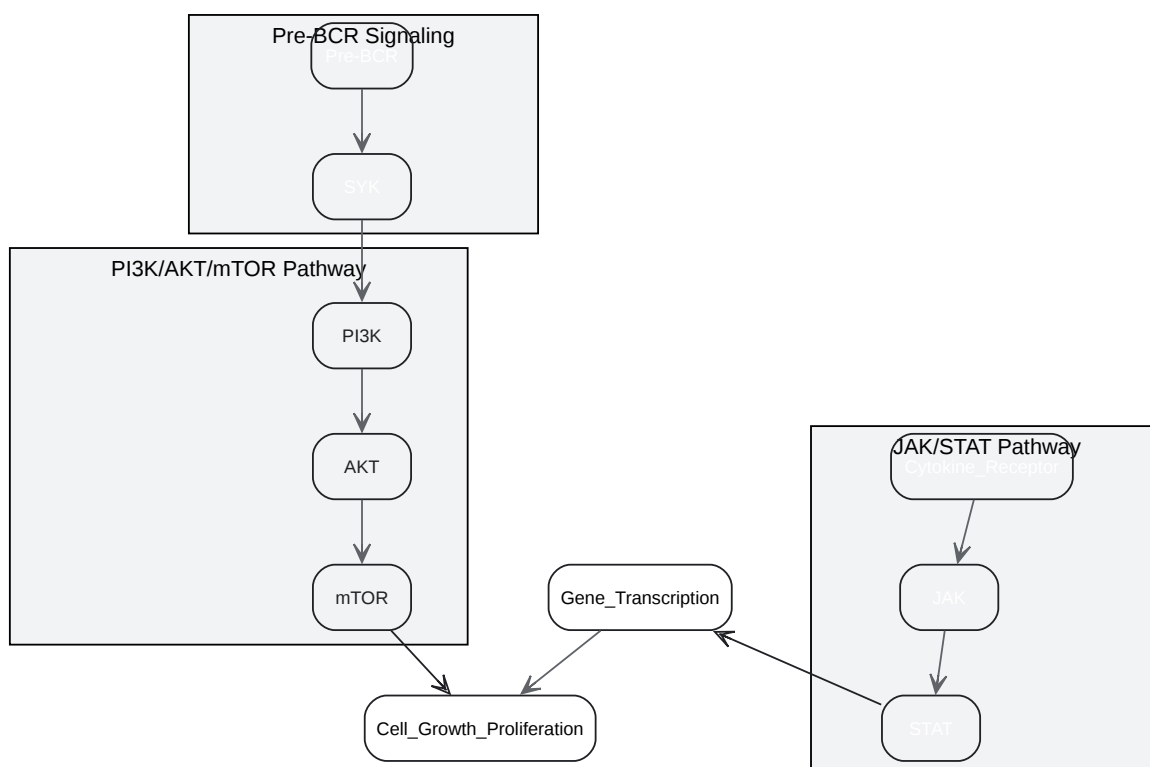 Pre-BCR Signaling
Pre-BCR
SYK
PI3K/AKT/mTOR Pathway
PI3K
AKT
mTOR
JAK/STAT Pathway
Cytokine_Receptor
JAK
STAT
Gene_Transcription
Cell_Growth_Proliferation